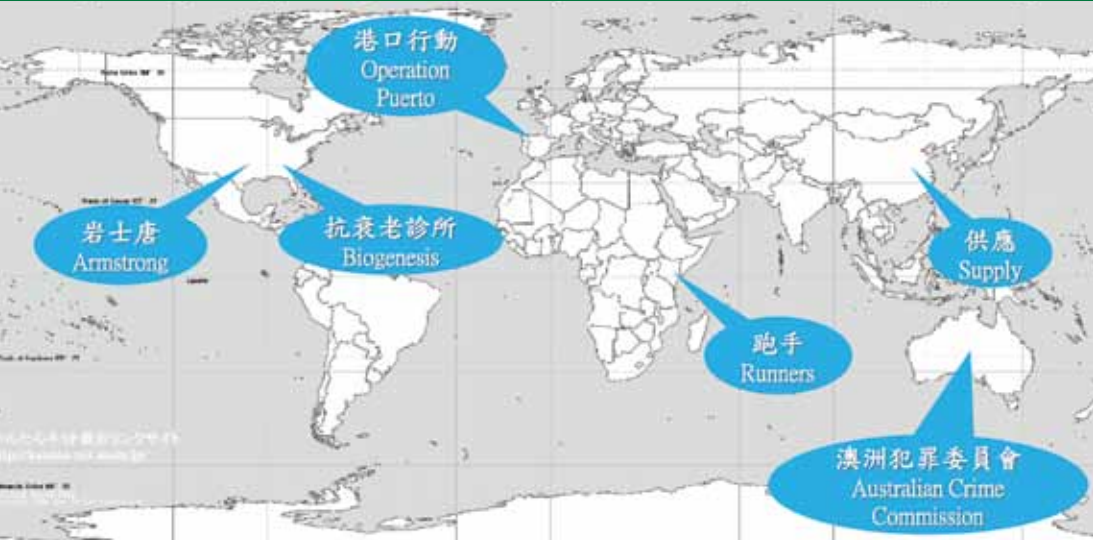 港口行動
Operation
Puerto
岩士唐
Armstrong
抗衰老診所
Biogenesis
供應
Supply
跑手
Runners
澳洲犯罪委員會
Australian Crime
Commission